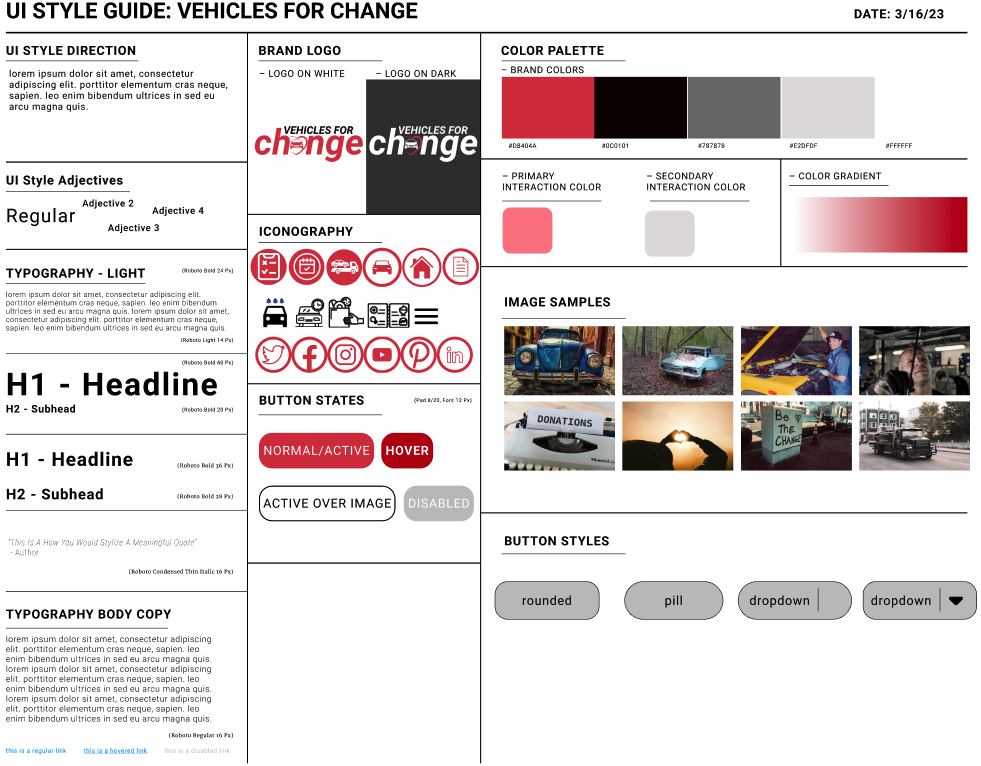 UI STYLE GUIDE: VEHICLES FOR CHANGE
DATE: 3/16/23
UI STYLE DIRECTION
lorem ipsum dolor sit amet, consectetur
adipiscing elit. porttitor elementum cras neque,
sapien. leo enim bibendum ultrices in sed eu
arcu magna quis.
UI Style Adjectives
Regular
Adjective 2
Adjective 4
Adjective 3
TYPOGRAPHY - LIGHT
(Roboto Bold 24 Px)
lorem ipsum dolor sit amet, consectetur adipiscing elit.
porttitor elementum cras neque, sapien. leo enim bibendum
ultrices in sed eu arcu magna quis. lorem ipsum dolor sit amet,
consectetur adipiscing elit. porttitor elementum cras neque,
sapien. leo enim bibendum ultrices in sed eu arcu magna quis.
(Roboto Light 14 Px)
(Roboto Bold 60 Px)
H1 - Headline
H2 - Subhead
(Roboto Bold 20 Px)
H1 - Headline
(Roboto Bold 36 Px)
H2 - Subhead
(Roboto Bold 28 Px)
"This Is A How You Would Stylize A Meaningful Quote"
- Author
(Roboto Condensed Thin Italic 16 Px)
TYPOGRAPHY BODY COPY
lorem ipsum dolor sit amet, consectetur adipiscing
elit. porttitor elementum cras neque, sapien. leo
enim bibendum ultrices in sed eu arcu magna quis.
lorem ipsum dolor sit amet, consectetur adipiscing
elit. porttitor elementum cras neque, sapien. leo
enim bibendum ultrices in sed eu arcu magna quis.
lorem ipsum dolor sit amet, consectetur adipiscing
elit. porttitor elementum cras neque, sapien. leo
enim bibendum ultrices in sed eu arcu magna quis.
(Roboto Regular 16 Px)
this is a regular link
this is a hovered link
this is a disabled link
BRAND LOGO
– LOGO ON WHITE
– LOGO ON DARK
VEHICLES FOR
change
VEHICLES FOR
change
ICONOGRAPHY
in
BUTTON STATES
(Pad 8/20, Font 12 Px)
NORMAL/ACTIVE
HOVER
ACTIVE OVER IMAGE
DISABLED
COLOR PALETTE
– BRAND COLORS
#D8404A
#0C0101
#787878
#E2DFDF
#FFFFFF
– PRIMARY
INTERACTION COLOR
– SECONDARY
INTERACTION COLOR
– COLOR GRADIENT
IMAGE SAMPLES
DONATIONS
Be
THE
CHANGE
BUTTON STYLES
rounded
pill
dropdown
dropdown